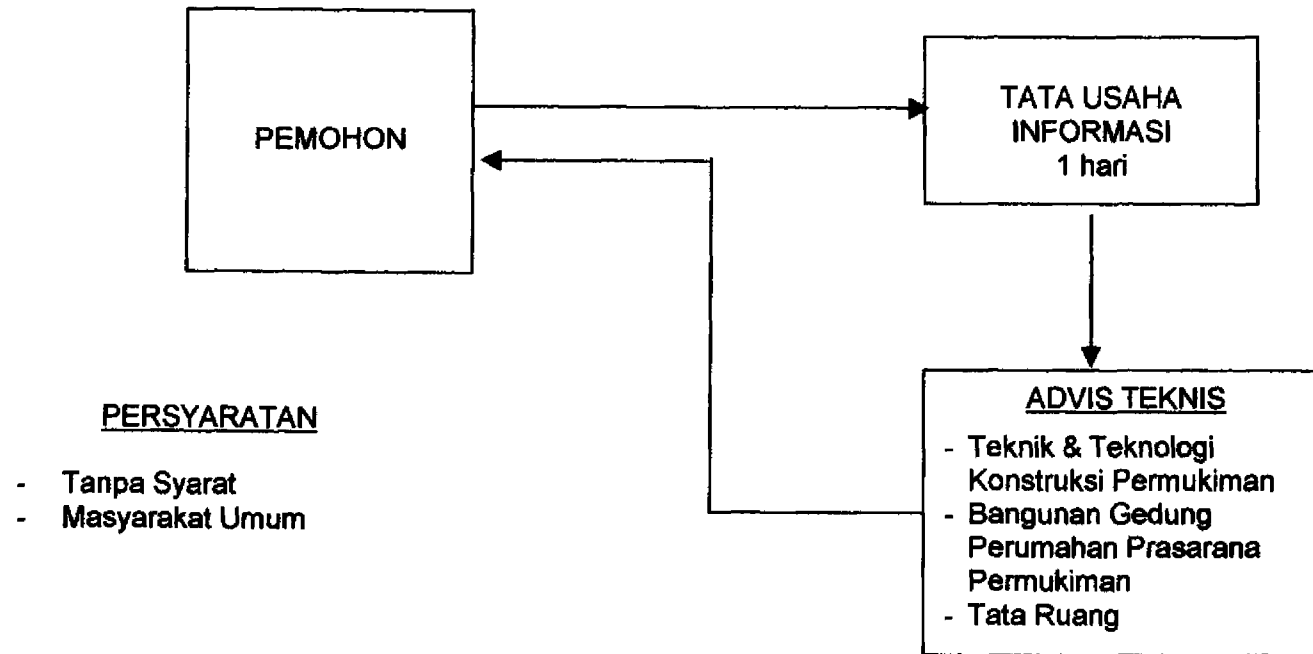 PEMOHON
TATA USAHA
INFORMASI
1 hari
PERSYARATAN
- Tanpa Syarat
- Masyarakat Umum
ADVIS TEKNIS
- Teknik & Teknologi
Konstruksi Permukiman
- Bangunan Gedung
Perumahan Prasarana
Permukiman
- Tata Ruang